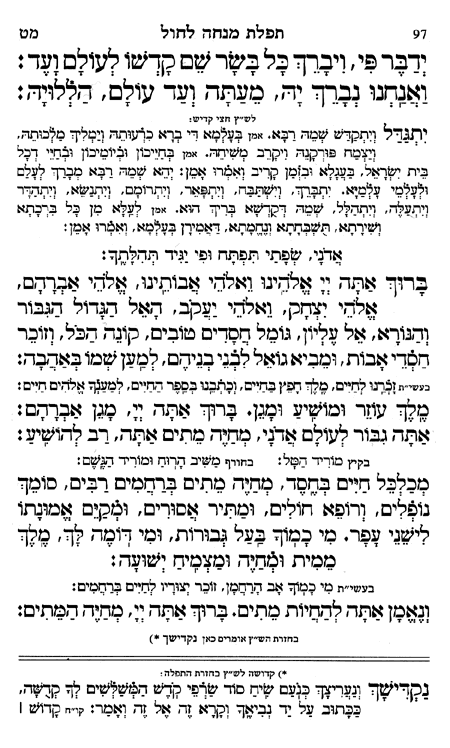 97 תפלת מנחה לחול מט
יְדַבֶּר פִּי, וִיבָרֵךְ כָּל בָּשָׂר שֵׁם קָדְשׁוֹ לְעוֹלָם וָעֶד:
וַאֲנַחְנוּ נְבָרֵךְ יָהּ, מֵעַתָּה וְעַד עוֹלָם, הַלְלוּיָהּ:
לש״ץ חצי קדיש:
יִתְגַּדַּל וְיִתְקַדַּשׁ שְׁמֵהּ רַבָּא. אמן בְּעָלְמָא דִּי בְרָא כִרְעוּתֵהּ וְיַמְלִיךְ מַלְכוּתֵהּ,
וְיַצְמַח פּוּרְקָנֵהּ וִיקָרֵב מְשִׁיחֵהּ. אמן בְּחַיֵּיכוֹן וּבְיוֹמֵיכוֹן וּבְחַיֵּי דְכָל
בֵּית יִשְׂרָאֵל, בַּעֲגָלָא וּבִזְמַן קָרִיב וְאִמְרוּ אָמֵן: יְהֵא שְׁמֵהּ רַבָּא מְבָרַךְ לְעָלַם
וּלְעָלְמֵי עָלְמַיָּא. יִתְבָּרֵךְ, וְיִשְׁתַּבַּח, וְיִתְפָּאֵר, וְיִתְרוֹמֵם, וְיִתְנַשֵּׂא, וְיִתְהַדָּר
וְיִתְעַלֶּה, וְיִתְהַלָּל, שְׁמֵהּ דְּקֻדְשָׁא בְּרִיךְ הוּא. אמן לְעֵלָּא מִן כָּל בִּרְכָתָא
וְשִׁירָתָא, תֻּשְׁבְּחָתָא וְנֶחֱמָתָא, דַּאֲמִירָן בְּעָלְמָא, וְאִמְרוּ אָמֵן:
אֲדֹנָי, שְׂפָתַי תִּפְתָּח וּפִי יַגִּיד תְּהִלָּתֶךָ:
בָּרוּךְ אַתָּה יְיָ אֱלֹהֵינוּ וֵאלֹהֵי אֲבוֹתֵינוּ, אֱלֹהֵי אַבְרָהָם,
אֱלֹהֵי יִצְחָק, וֵאלֹהֵי יַעֲקֹב, הָאֵל הַגָּדוֹל הַגִּבּוֹר
וְהַנּוֹרָא, אֵל עֶלְיוֹן, גּוֹמֵל חֲסָדִים טוֹבִים, קוֹנֵה הַכֹּל, וְזוֹכֵר
חַסְדֵי אָבוֹת, וּמֵבִיא גוֹאֵל לִבְנֵי בְנֵיהֶם, לְמַעַן שְׁמוֹ בְּאַהֲבָה:
בעשי״ת זָכְרֵנוּ לְחַיִּים, מֶלֶךְ חָפֵץ בַּחַיִּים, וְכָתְבֵנוּ בְּסֵפֶר הַחַיִּים, לְמַעַנְךָ אֱלֹהִים חַיִּים:
מֶלֶךְ עוֹזֵר וּמוֹשִׁיעַ וּמָגֵן. בָּרוּךְ אַתָּה יְיָ, מָגֵן אַבְרָהָם:
אַתָּה גִבּוֹר לְעוֹלָם אֲדֹנָי, מְחַיֶּה מֵתִים אַתָּה, רַב לְהוֹשִׁיעַ:
בקיץ מוֹרִיד הַטָּל: בחורף מַשִּׁיב הָרוּחַ וּמוֹרִיד הַגֶּשֶׁם:
מְכַלְכֵּל חַיִּים בְּחֶסֶד, מְחַיֵּה מֵתִים בְּרַחֲמִים רַבִּים, סוֹמֵךְ
נוֹפְלִים, וְרוֹפֵא חוֹלִים, וּמַתִּיר אֲסוּרִים, וּמְקַיֵּם אֱמוּנָתוֹ
לִישֵׁנֵי עָפָר. מִי כָמוֹךָ בַּעַל גְּבוּרוֹת, וּמִי דּוֹמֶה לָּךְ, מֶלֶךְ
מֵמִית וּמְחַיֶּה וּמַצְמִיחַ יְשׁוּעָה:
בעשי״ת מִי כָמוֹךָ אָב הָרַחֲמָן, זוֹכֵר יְצוּרָיו לְחַיִּים בְּרַחֲמִים:
וְנֶאֱמָן אַתָּה לְהַחֲיוֹת מֵתִים. בָּרוּךְ אַתָּה יְיָ, מְחַיֵּה הַמֵּתִים:
בחזרת הש״ץ אומרים כאן נקדישך *)
*) קדושה לש״ץ בחזרת התפלה:
נַקְדִּישָׁךְ וְנַעֲרִיצָךְ כְּנֹעַם שִׂיחַ סוֹד שַׂרְפֵי קֹדֶשׁ הַמְשַׁלְּשִׁים לְךָ קְדֻשָּׁה,
כַּכָּתוּב עַל יַד נְבִיאֶךָ וְקָרָא זֶה אֶל זֶה וְאָמַר: קו״ח קָדוֹשׁ ׀